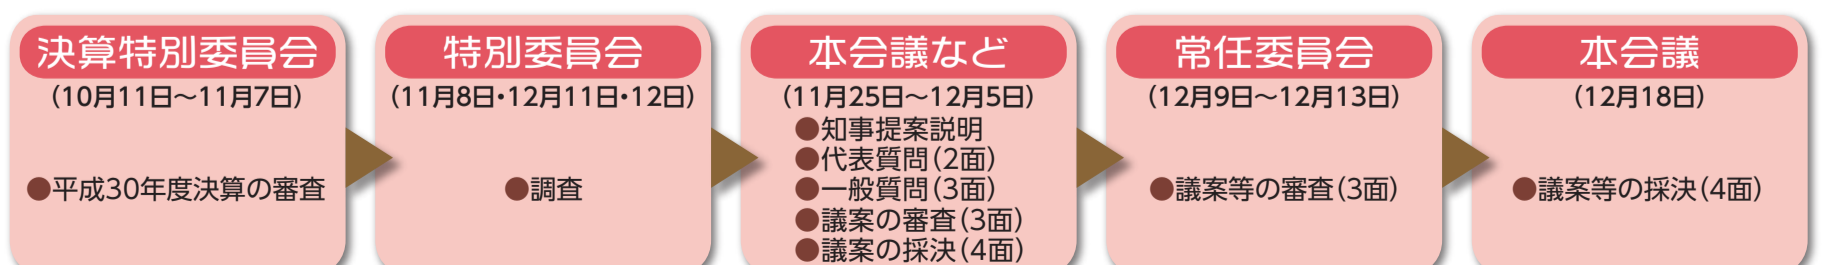 決算特別委員会
(10月11日〜11月7日)
●平成30年度決算の審査
特別委員会
(11月8日・12月11日・12日)
●調査
本会議など
(11月25日〜12月5日)
●知事提案説明
●代表質問(2面)
●一般質問(3面)
●議案の審査(3面)
●議案の採決(4面)
常任委員会
(12月9日〜12月13日)
●議案等の審査(3面)
本会議
(12月18日)
●議案等の採決(4面)